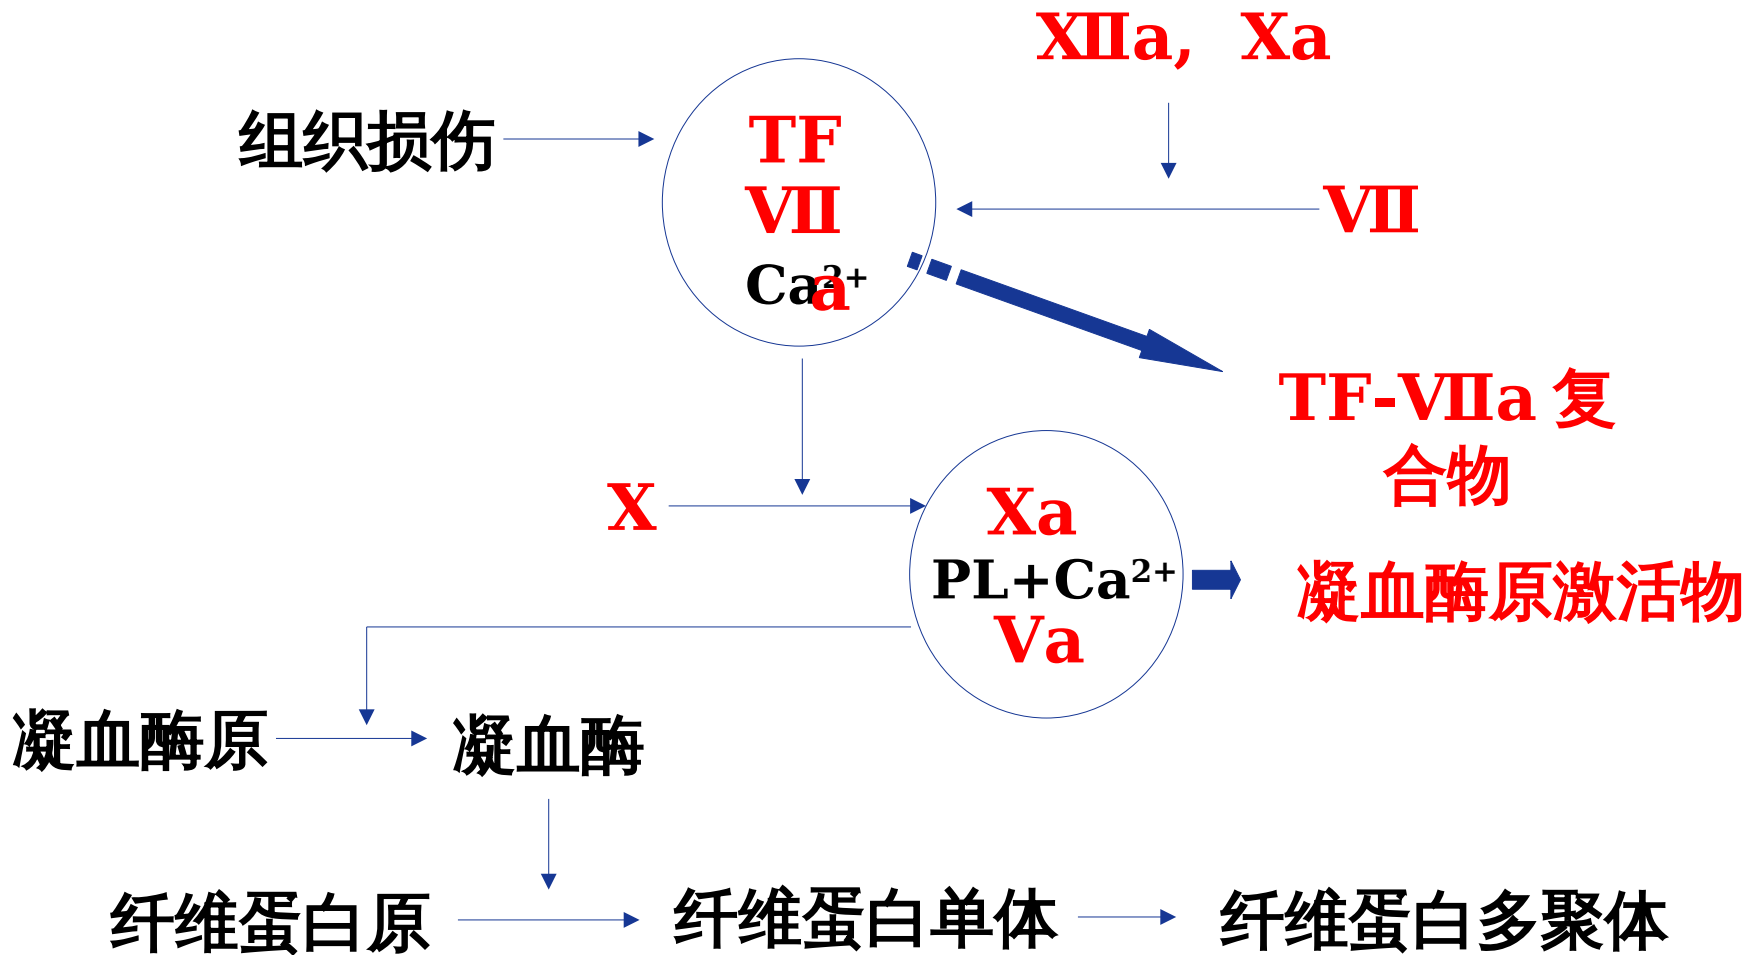 ⅩⅡa, Ⅹa
组织损伤
TF
Ⅶ
a
Ca²⁺
Ⅶ
TF-Ⅶa 复
合物
Ⅹ
Ⅹa
PL+Ca²⁺
Ⅴa
凝血酶原激活物
凝血酶原
凝血酶
纤维蛋白原
纤维蛋白单体
纤维蛋白多聚体